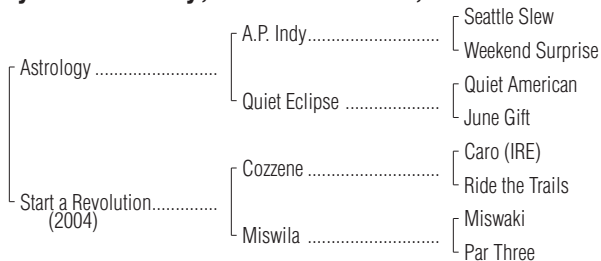 Seattle Slew
A.P. Indy
Weekend Surprise
Astrology
Quiet American
Quiet Eclipse
June Gift
Caro (IRE)
Cozzene
Ride the Trails
Start a Revolution
(2004)
Miswaki
Miswila
Par Three